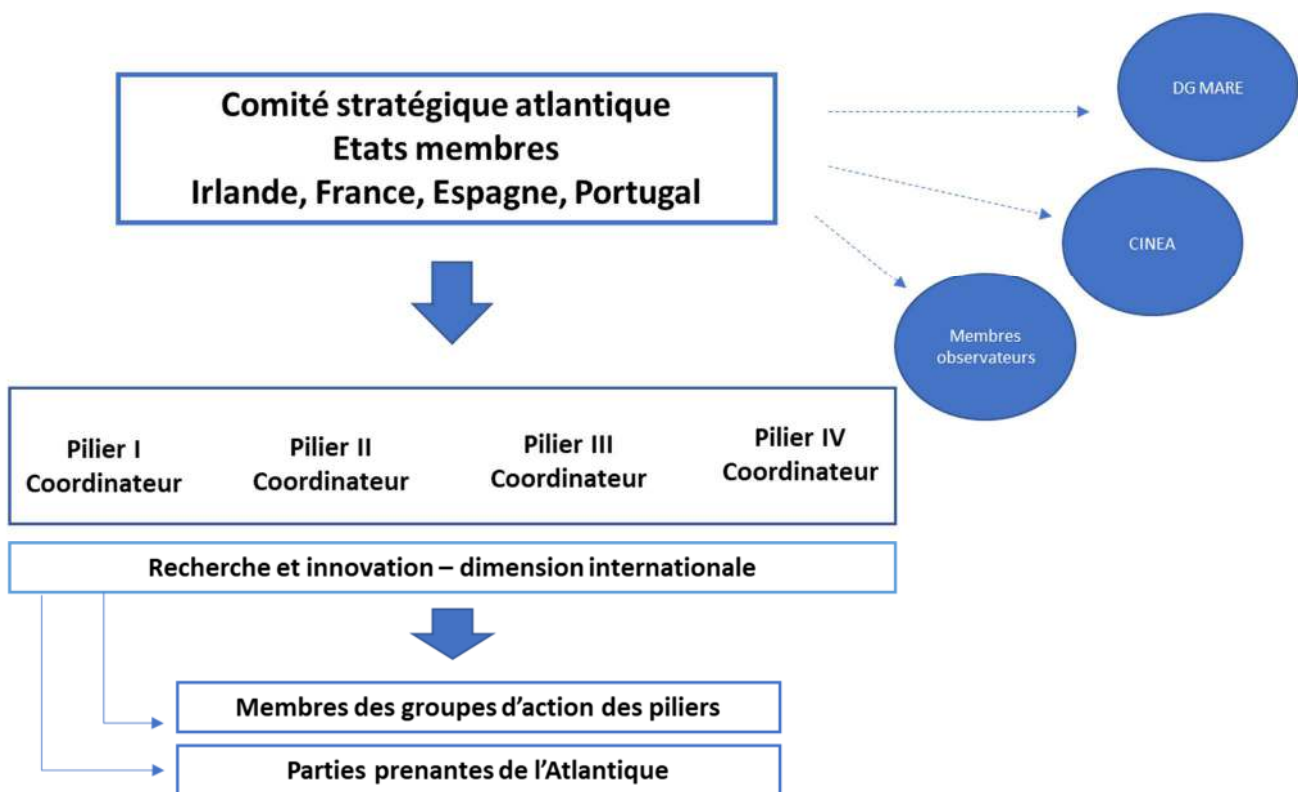 Comité stratégique atlantique
Etats membres
Irlande, France, Espagne, Portugal
DG MARE
CINEA
Membres
observateurs
Pilier I
Coordinateur
Pilier II
Coordinateur
Pilier III
Coordinateur
Pilier IV
Coordinateur
Recherche et innovation – dimension internationale
Membres des groupes d’action des piliers
Parties prenantes de l’Atlantique